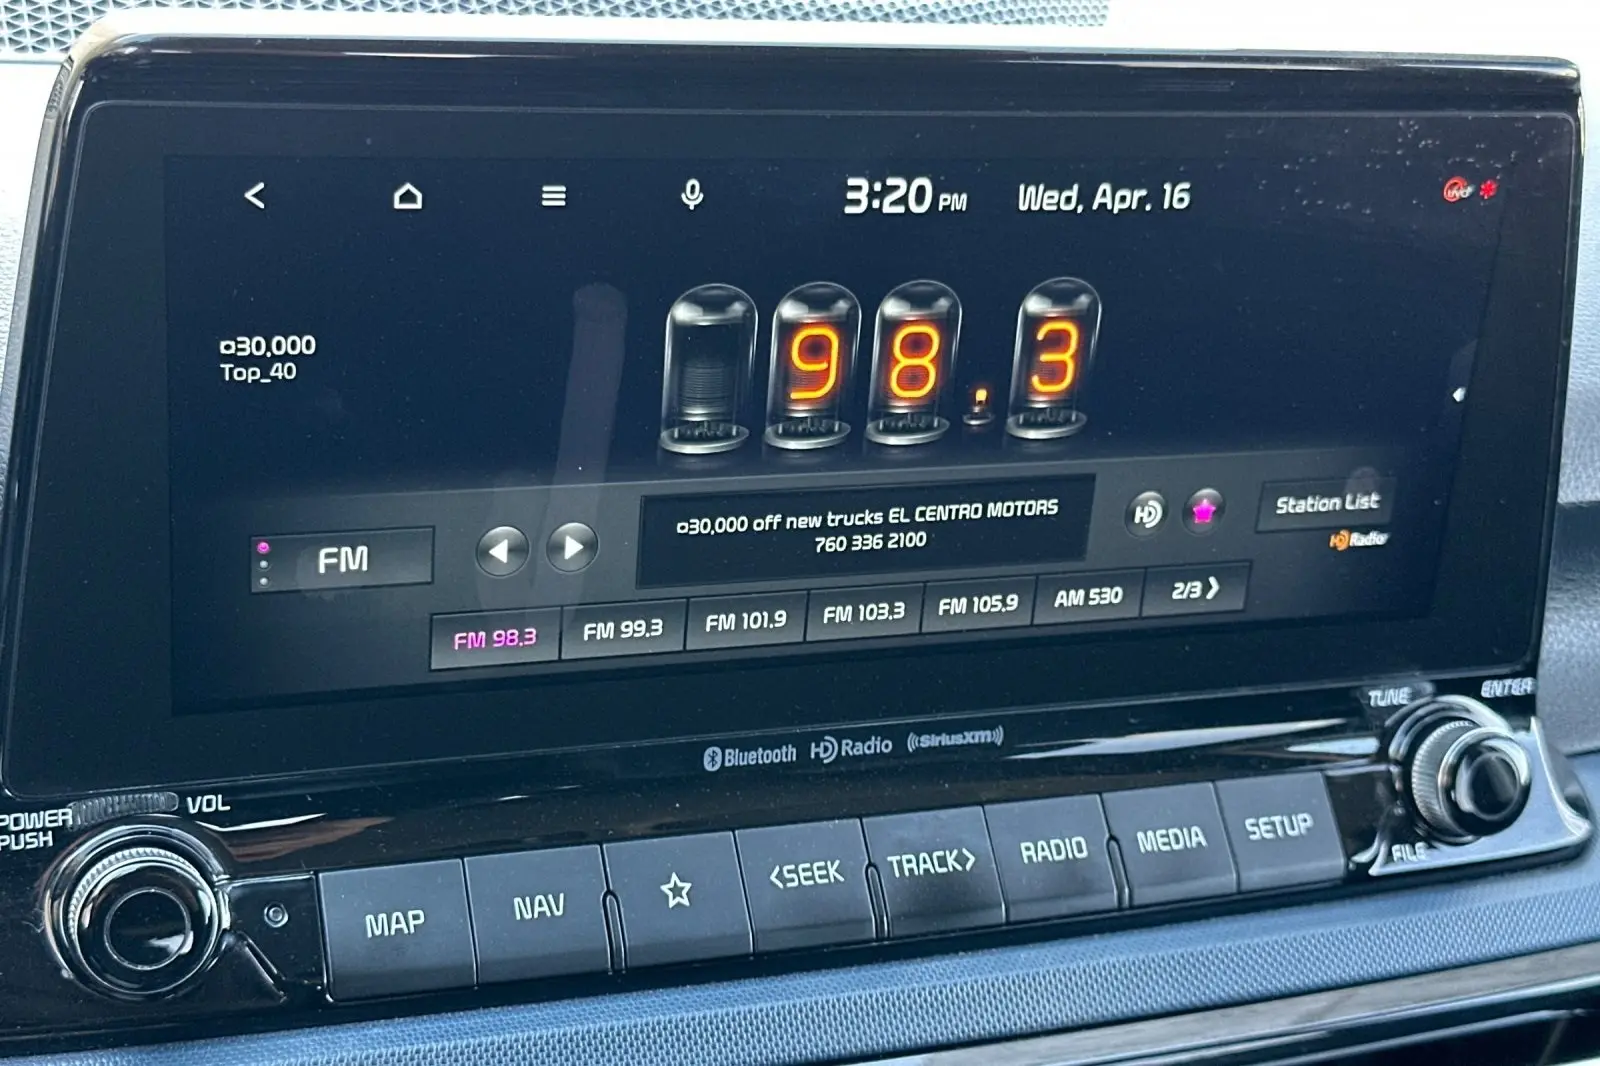 3:20 PM Wed, Apr. 16
¤30,000
Top_40
98.3
¤30,000 off new trucks EL CENTRO MOTORS
760 336 2100
HD
Station List
HD Radio
FM
FM 98.3 FM 99.3 FM 101.9 FM 103.3 FM 105.9 AM 530 2/3
Bluetooth HD Radio ((SiriusXM))
TUNE ENTER
FILE
POWER PUSH
VOL
MAP NAV <SEEK TRACK> RADIO MEDIA SETUP